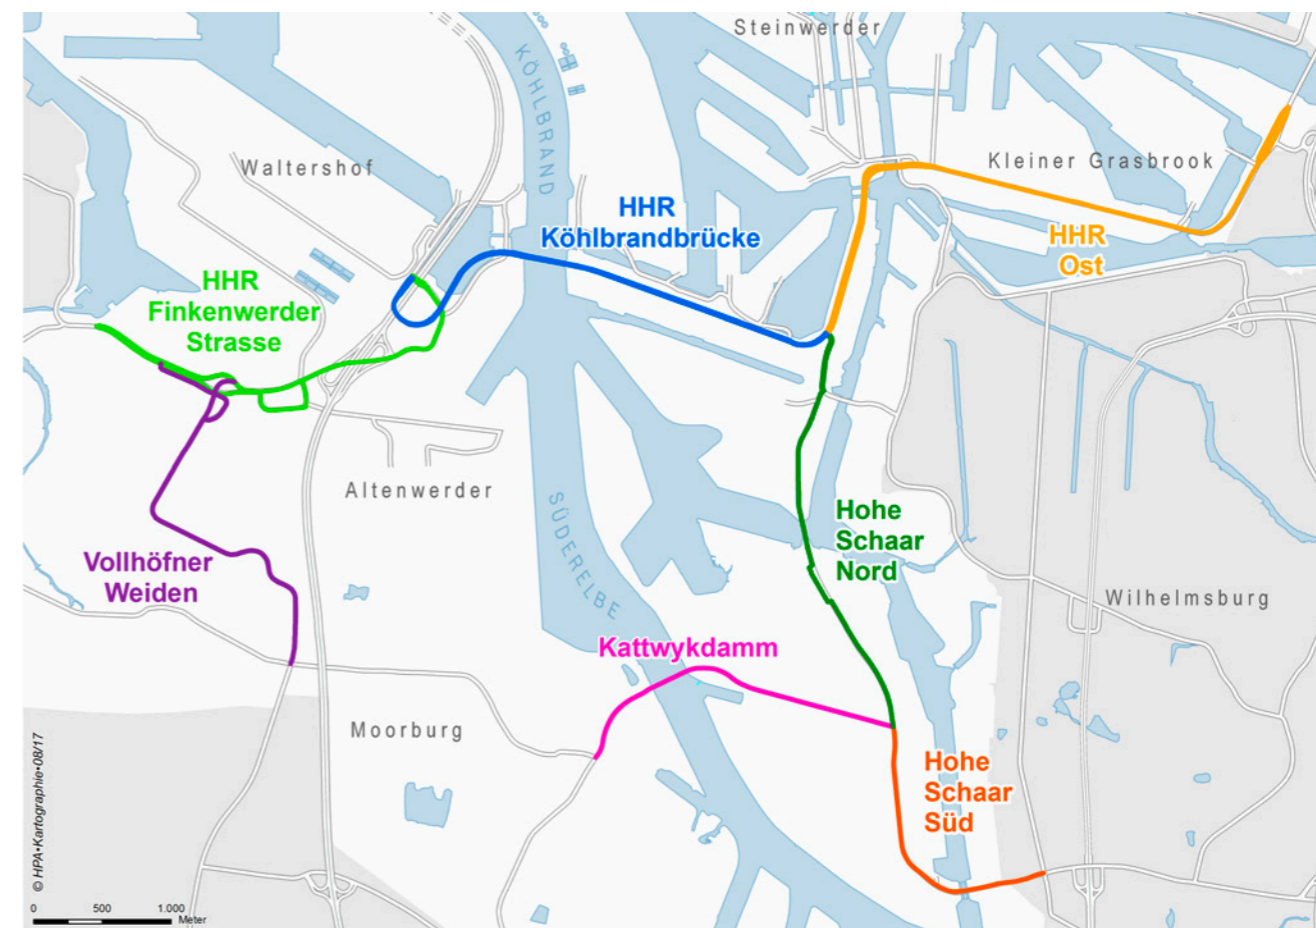 Steinwerder
KÖHLBRAND
Waltershof
Kleiner Grasbrook
HHR
Köhlbrandbrücke
HHR
Ost
HHR
Finkenwerder
Strasse
Altenwerder
SÜDERELBE
Hohe
Schaar
Nord
Vollhöfner
Weiden
Wilhelmsburg
Kattwykdamm
Moorburg
Hohe
Schaar
Süd
© HPA•Kartographie•08/17
0 500 1.000
Meter